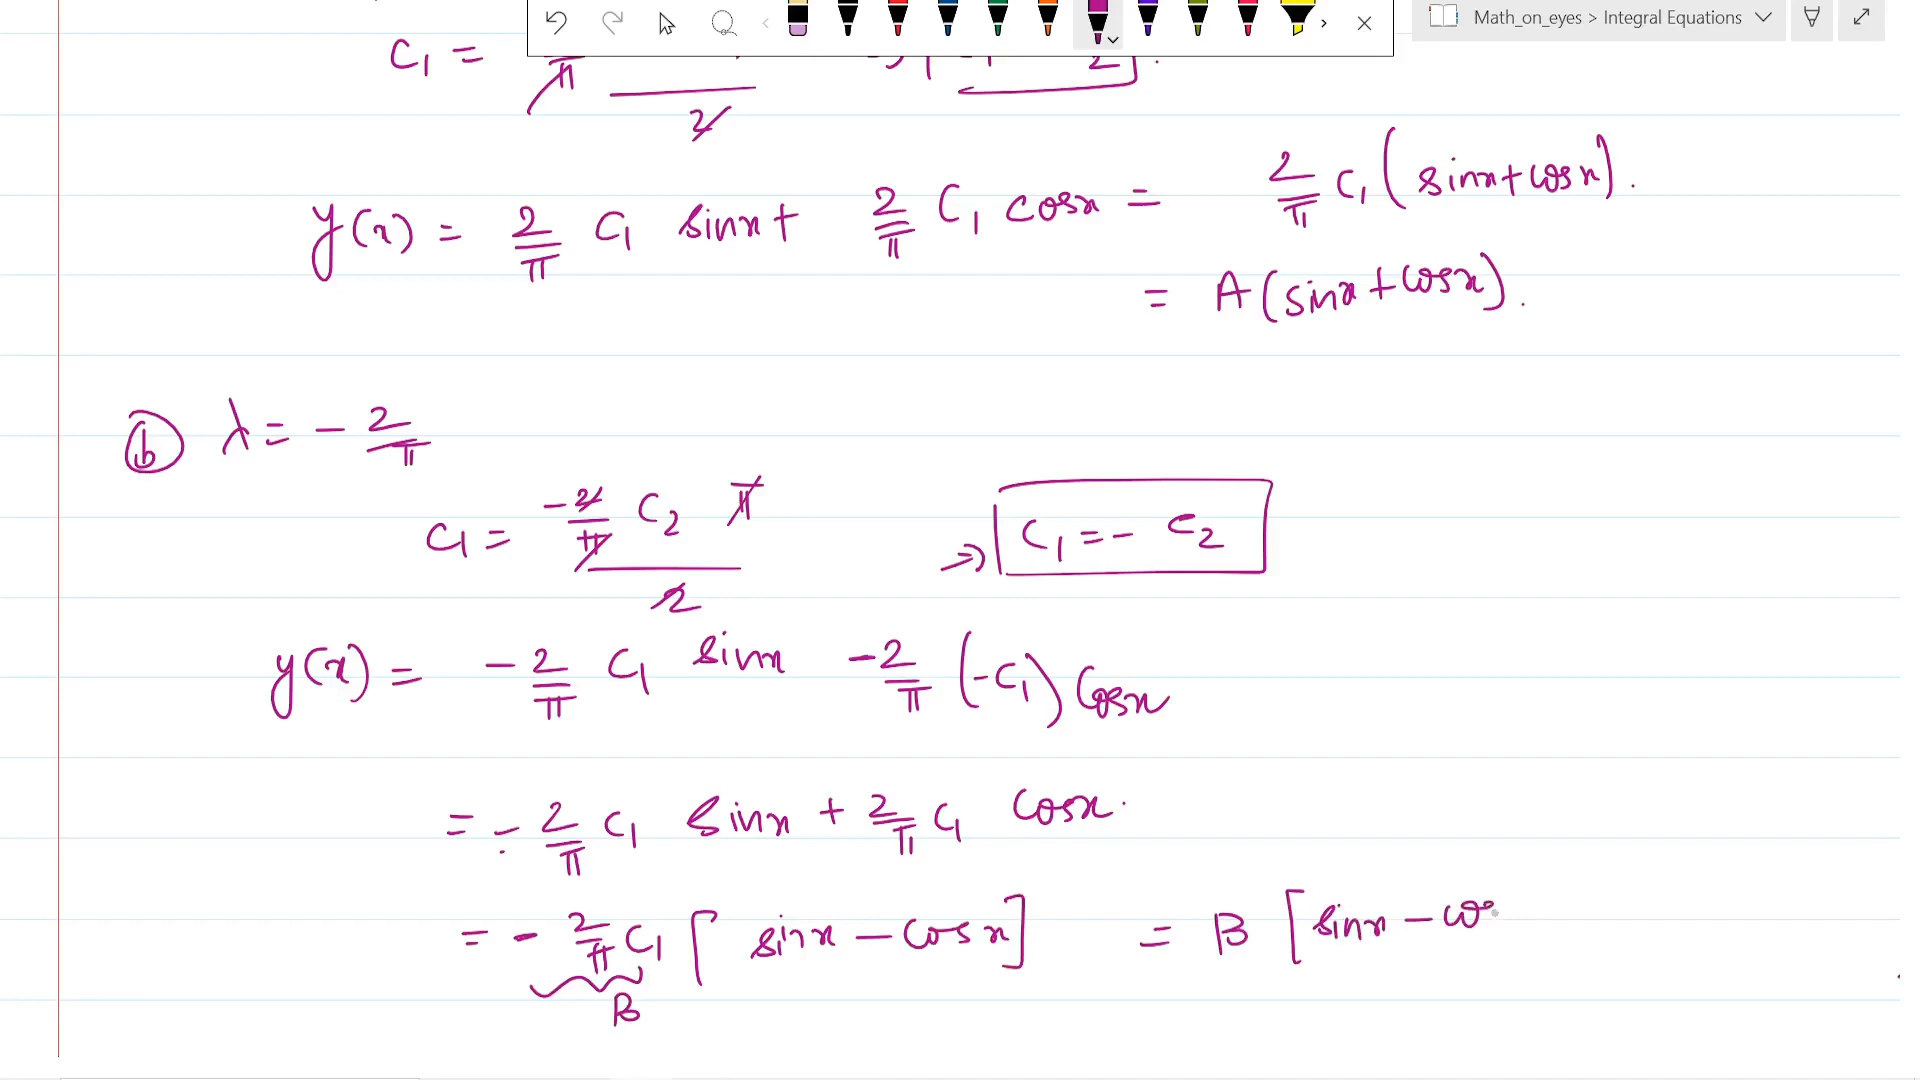 Math_on_eyes > Integral Equations
C₁ =
π
2
y(x) = 2/π C₁ sinx + 2/π C₁ cosx = 2/π C₁ (sinx + cosx).
= A (sinx + cosx).
ⓑ λ = - 2/π
C₁ = -2/π C₂ π / 2 ⇒ C₁ = - C₂
y(x) = - 2/π C₁ sinx - 2/π (-C₁) cosx
= - 2/π C₁ sinx + 2/π C₁ cosx.
= - 2/π C₁ [ sinx - cosx ] = B [ sinx - co
B